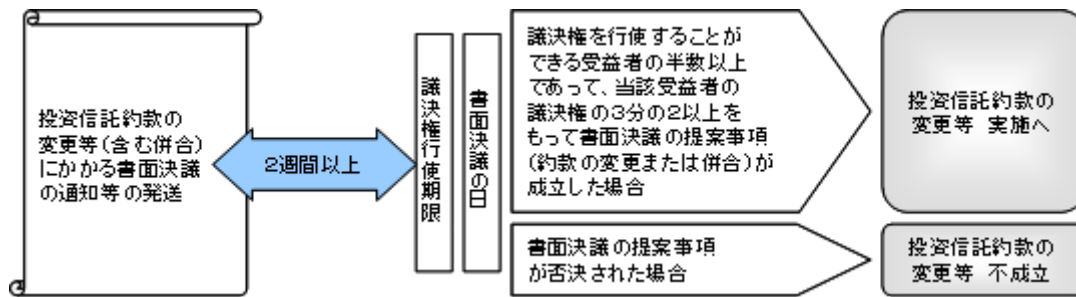 投資信託約款の
変更等(含む併合)
にかかる書面決議
の通知等の発送
2週間以上
議決権行使期限
書面決議の日
議決権を行使することが
できる受益者の半数以上
であって、当該受益者の
議決権の3分の2以上を
もって書面決議の提案事項
(約款の変更または併合)が
成立した場合
投資信託約款の
変更等 実施へ
書面決議の提案事項
が否決された場合
投資信託約款の
変更等 不成立